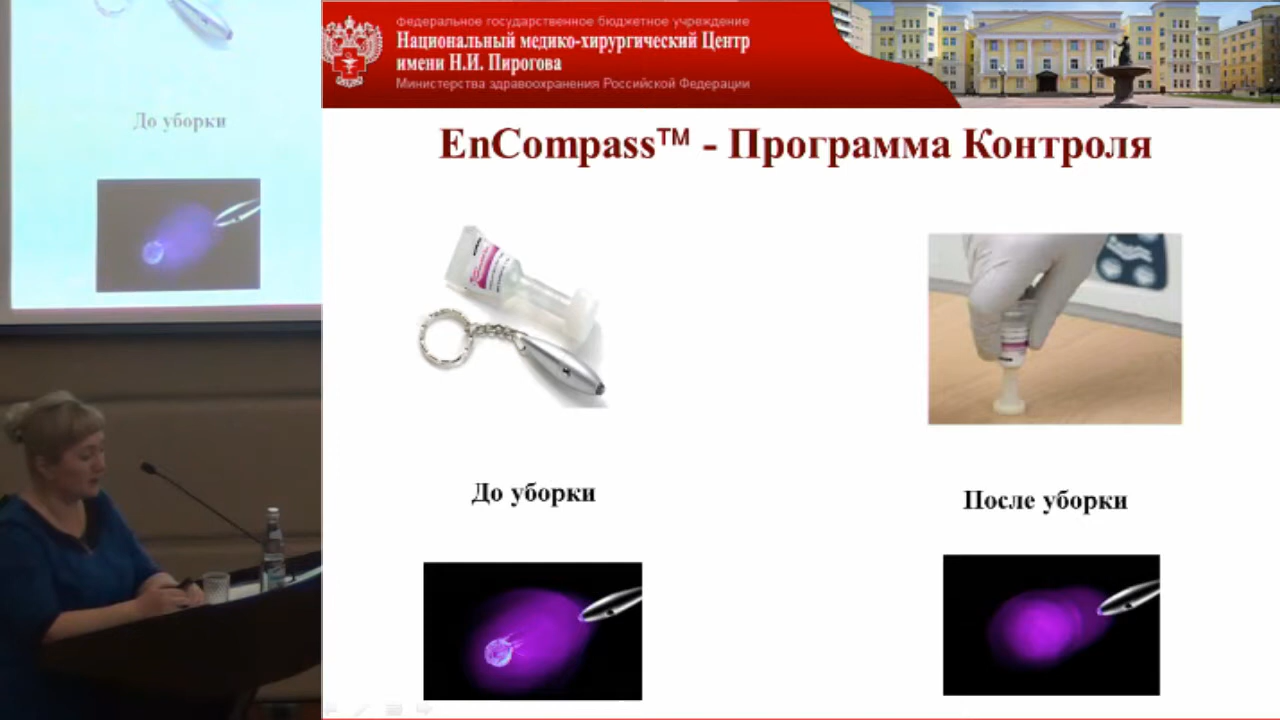 До уборки
федеральное государственное бюджетное учреждение
Национальный медико-хирургический Центр
имени Н.И. Пирогова
Министерства здравоохранения Российской Федерации
EnCompass™ - Программа Контроля
До уборки
После уборки